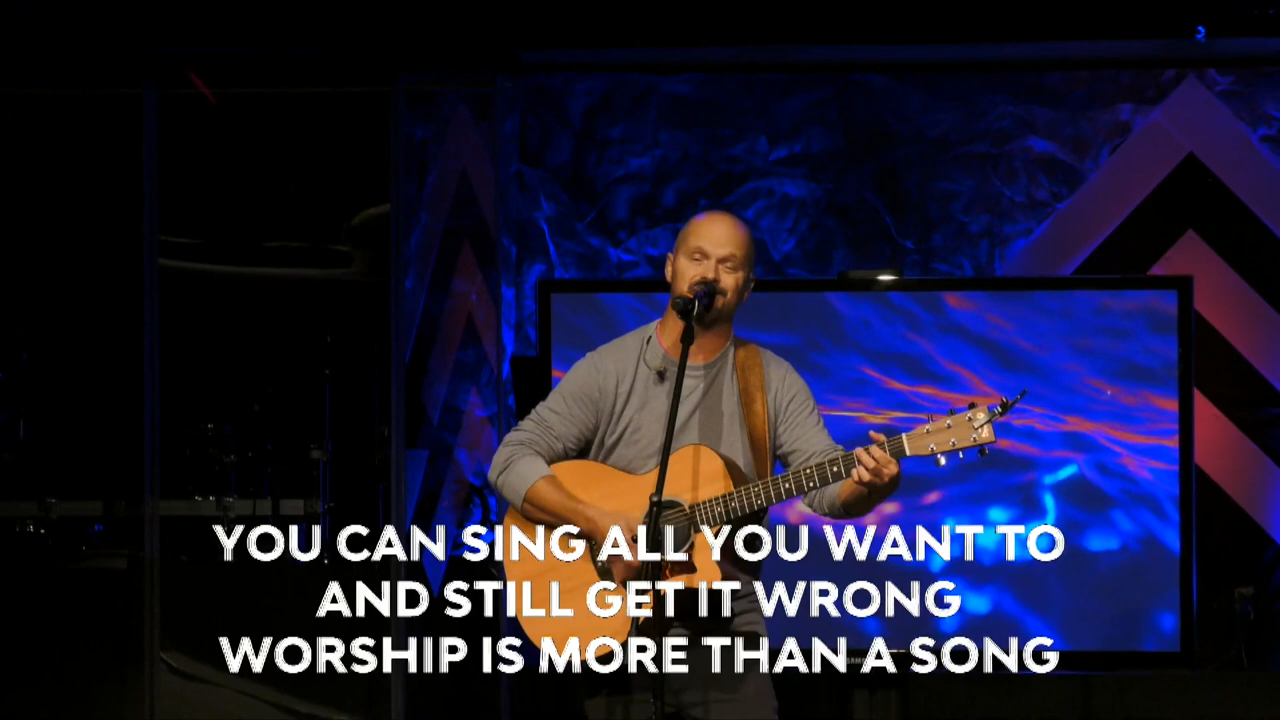 YOU CAN SING ALL YOU WANT TO
AND STILL GET IT WRONG
WORSHIP IS MORE THAN A SONG